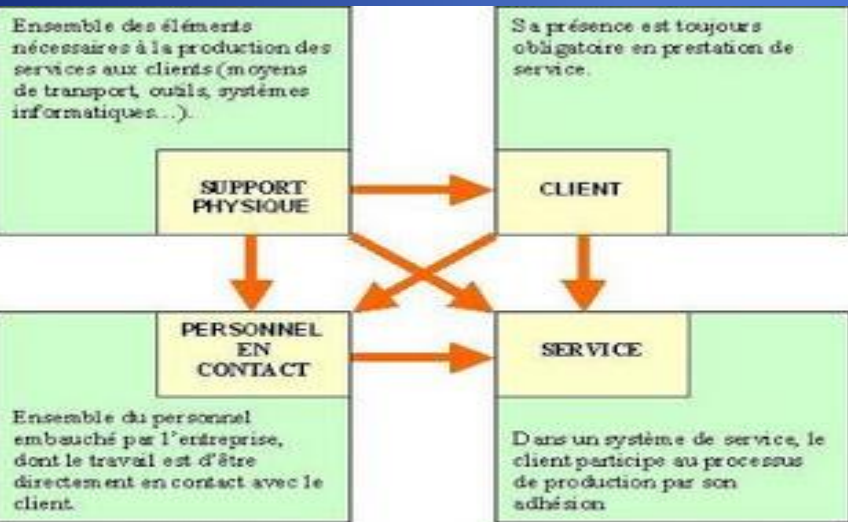 Ensemble des éléments
nécessaires à la production des
services aux clients (moyens
de transport, outils, systèmes
informatiques...).
SUPPORT
PHYSIQUE
Sa présence est toujours
obligatoire en prestation de
service.
CLIENT
PERSONNEL
EN
CONTACT
Ensemble du personnel
embauché par l'entreprise,
dont le travail est d'être
directement en contact avec le
client.
SERVICE
Dans un système de service, le
client participe au processus
de production par son
adhésion